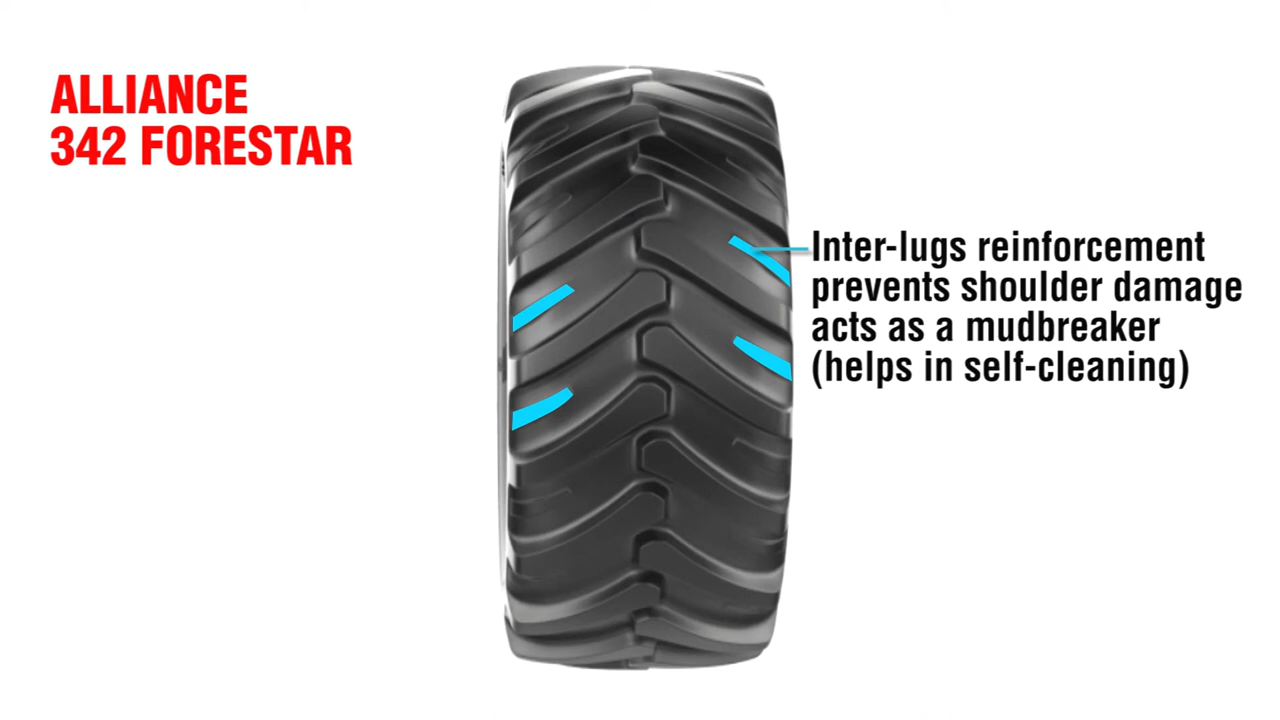 ALLIANCE
342 FORESTAR
Inter-lugs reinforcement
prevents shoulder damage
acts as a mudbreaker
(helps in self-cleaning)